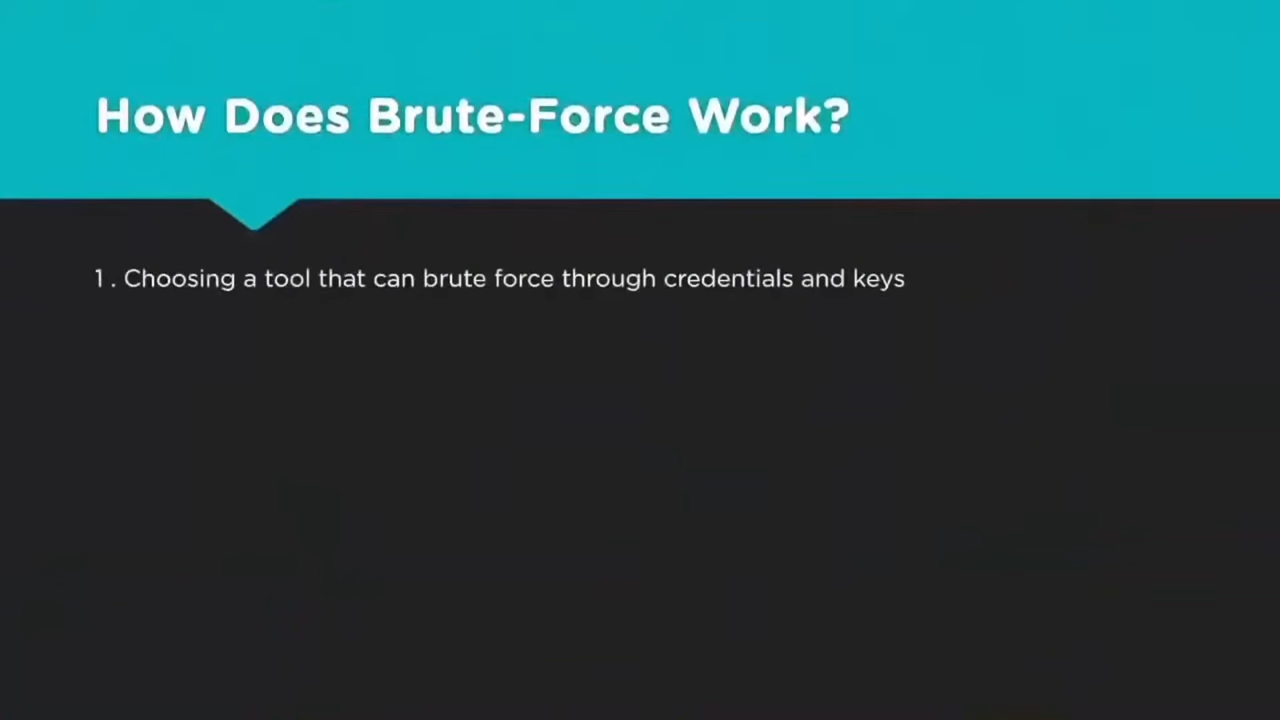 How Does Brute-Force Work?
1. Choosing a tool that can brute force through credentials and keys